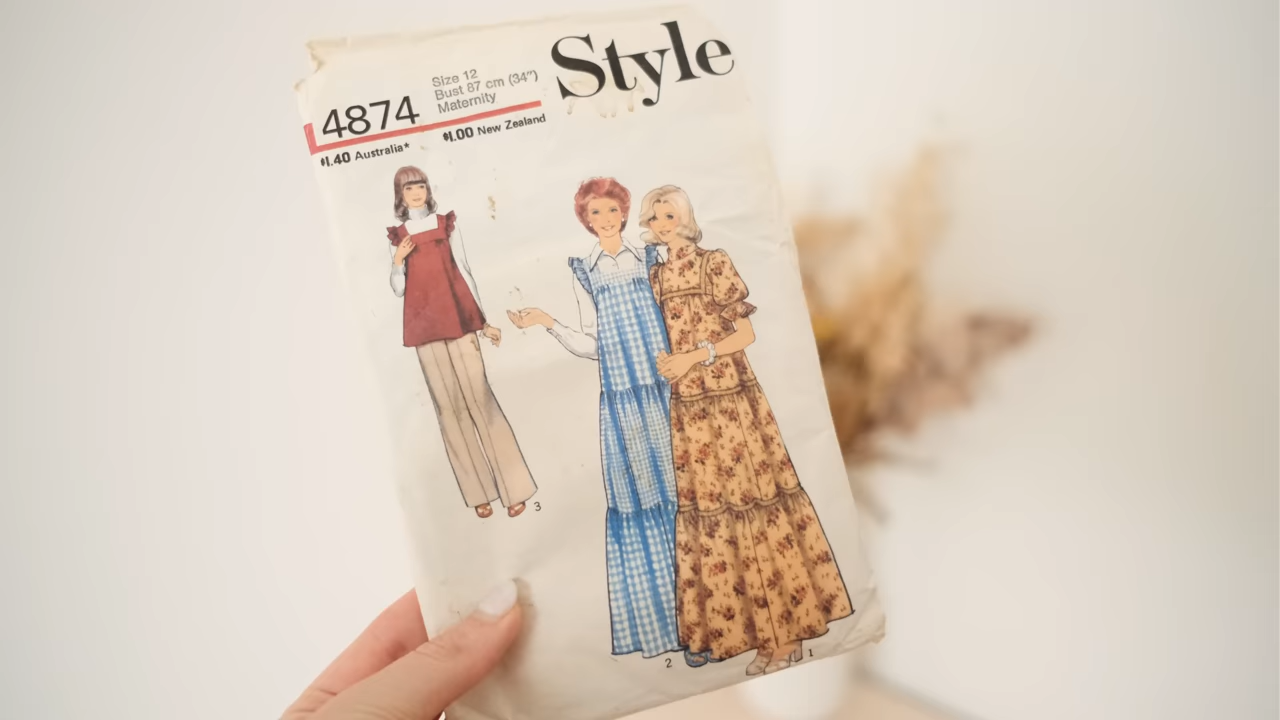 Style
Size 12
Bust 87 cm (34")
Maternity
4874
$1.40 Australia*
$1.00 New Zealand
3
2
1